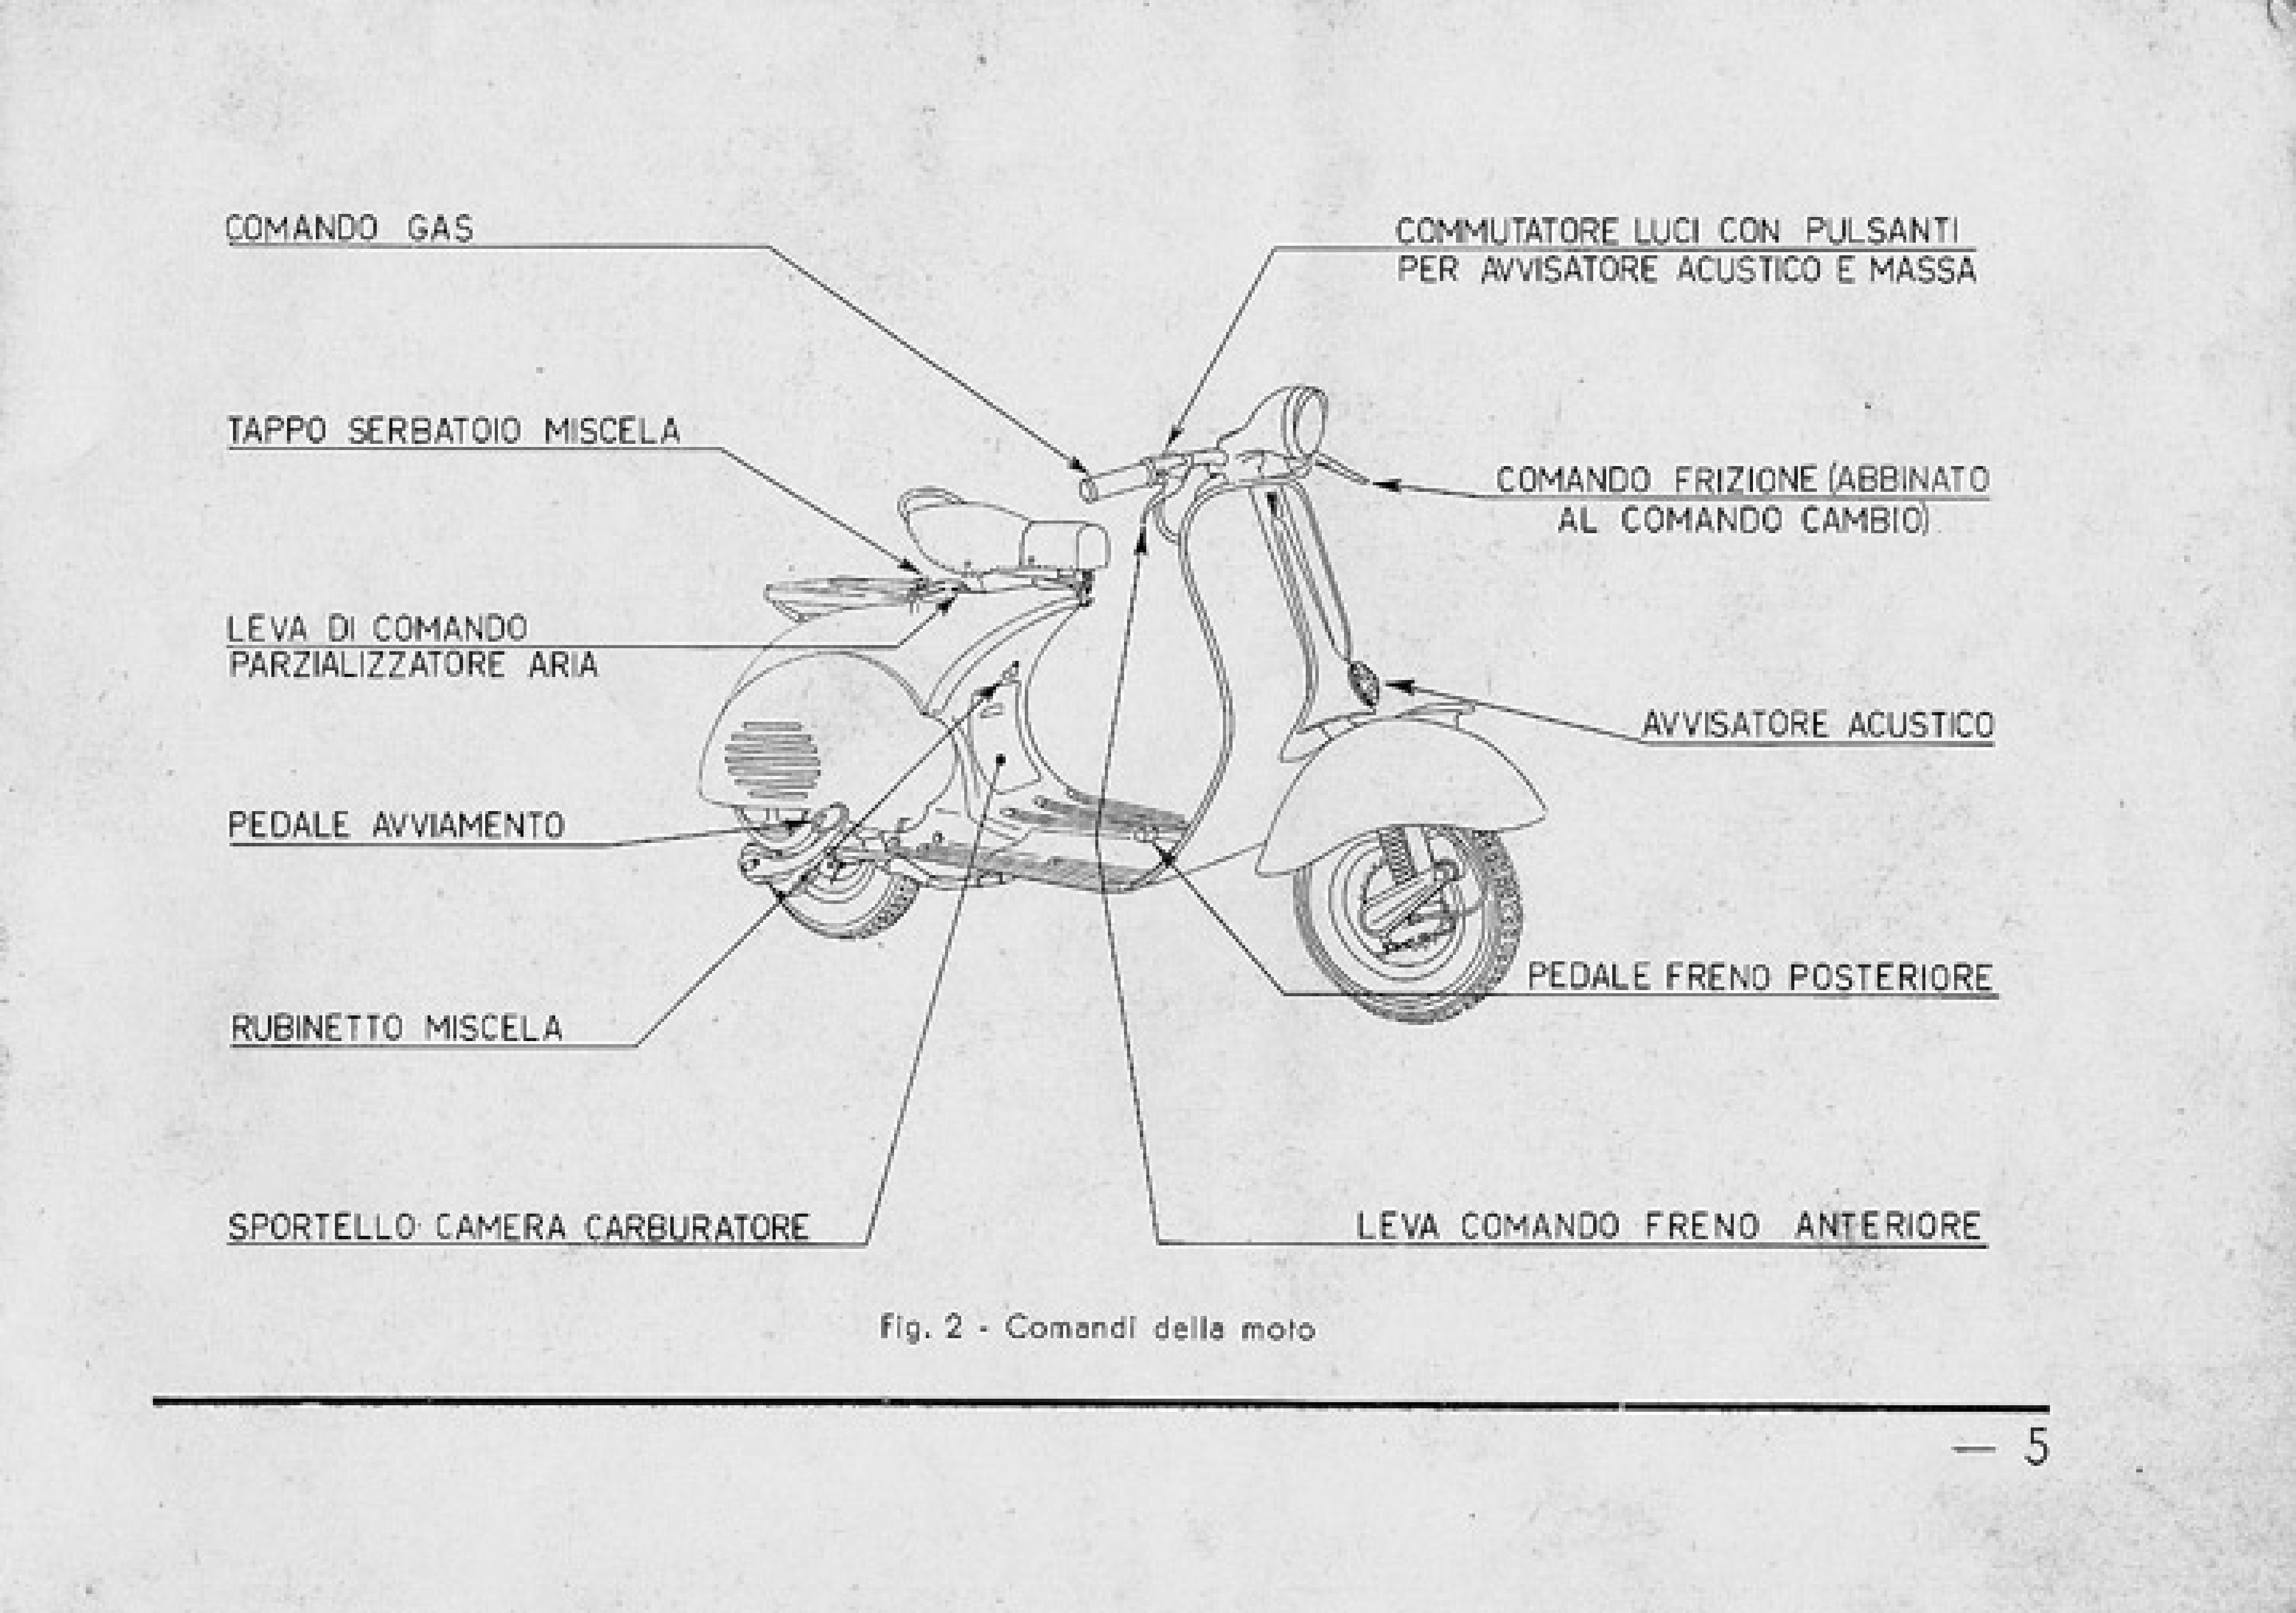 COMANDO GAS
COMMUTATORE LUCI CON PULSANTI
PER AVVISATORE ACUSTICO E MASSA
TAPPO SERBATOIO MISCELA
COMANDO FRIZIONE (ABBINATO
AL COMANDO CAMBIO)
LEVA DI COMANDO
PARZIALIZZATORE ARIA
AVVISATORE ACUSTICO
PEDALE AVVIAMENTO
PEDALE FRENO POSTERIORE
RUBINETTO MISCELA
SPORTELLO CAMERA CARBURATORE
LEVA COMANDO FRENO ANTERIORE
Fig. 2 - Comandi della moto
— 5